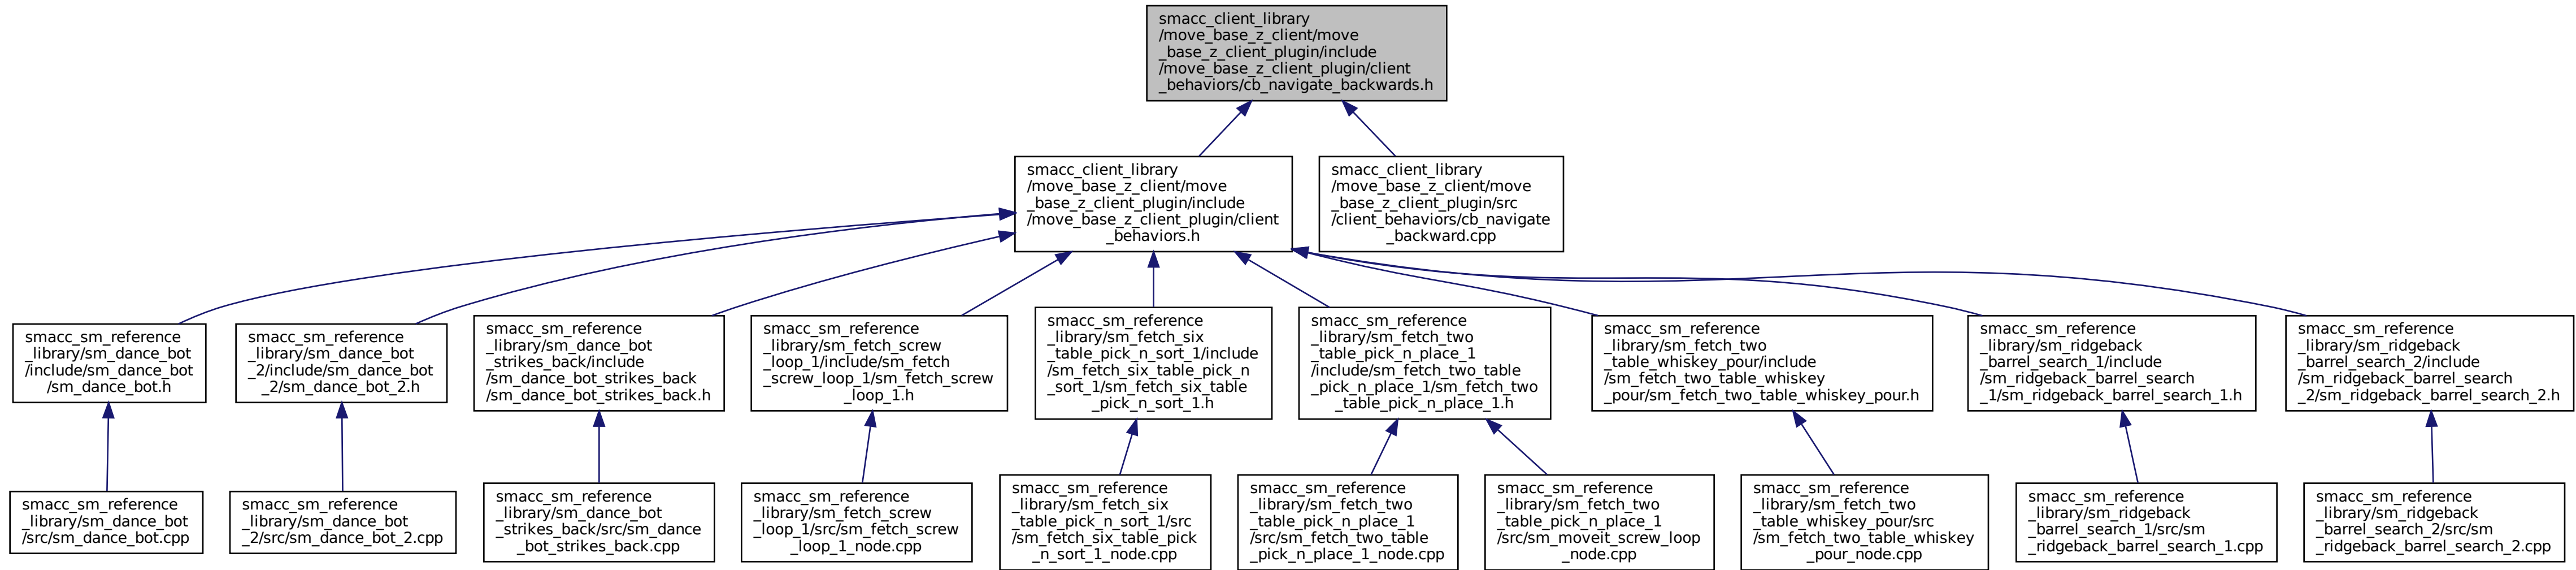 smacc_client_library
/move_base_z_client/move
_base_z_client_plugin/include
/move_base_z_client_plugin/client
_behaviors/cb_navigate_backwards.h
smacc_client_library
/move_base_z_client/move
_base_z_client_plugin/include
/move_base_z_client_plugin/client
_behaviors.h
smacc_client_library
/move_base_z_client/move
_base_z_client_plugin/src
/client_behaviors/cb_navigate
_backward.cpp
smacc_sm_reference
_library/sm_dance_bot
/include/sm_dance_bot
/sm_dance_bot.h
smacc_sm_reference
_library/sm_dance_bot
_2/include/sm_dance_bot
_2/sm_dance_bot_2.h
smacc_sm_reference
_library/sm_dance_bot
_strikes_back/include
/sm_dance_bot_strikes_back
/sm_dance_bot_strikes_back.h
smacc_sm_reference
_library/sm_fetch_screw
_loop_1/include/sm_fetch
_screw_loop_1/sm_fetch_screw
_loop_1.h
smacc_sm_reference
_library/sm_fetch_six
_table_pick_n_sort_1/include
/sm_fetch_six_table_pick_n
_sort_1/sm_fetch_six_table
_pick_n_sort_1.h
smacc_sm_reference
_library/sm_fetch_two
_table_pick_n_place_1
/include/sm_fetch_two_table
_pick_n_place_1/sm_fetch_two
_table_pick_n_place_1.h
smacc_sm_reference
_library/sm_fetch_two
_table_whiskey_pour/include
/sm_fetch_two_table_whiskey
_pour/sm_fetch_two_table_whiskey_pour.h
smacc_sm_reference
_library/sm_ridgeback
_barrel_search_1/include
/sm_ridgeback_barrel_search
_1/sm_ridgeback_barrel_search_1.h
smacc_sm_reference
_library/sm_ridgeback
_barrel_search_2/include
/sm_ridgeback_barrel_search
_2/sm_ridgeback_barrel_search_2.h
smacc_sm_reference
_library/sm_dance_bot
/src/sm_dance_bot.cpp
smacc_sm_reference
_library/sm_dance_bot
_2/src/sm_dance_bot_2.cpp
smacc_sm_reference
_library/sm_dance_bot
_strikes_back/src/sm_dance
_bot_strikes_back.cpp
smacc_sm_reference
_library/sm_fetch_screw
_loop_1/src/sm_fetch_screw
_loop_1_node.cpp
smacc_sm_reference
_library/sm_fetch_six
_table_pick_n_sort_1/src
/sm_fetch_six_table_pick
_n_sort_1_node.cpp
smacc_sm_reference
_library/sm_fetch_two
_table_pick_n_place_1
/src/sm_fetch_two_table
_pick_n_place_1_node.cpp
smacc_sm_reference
_library/sm_fetch_two
_table_pick_n_place_1
/src/sm_moveit_screw_loop
_node.cpp
smacc_sm_reference
_library/sm_fetch_two
_table_whiskey_pour/src
/sm_fetch_two_table_whiskey
_pour_node.cpp
smacc_sm_reference
_library/sm_ridgeback
_barrel_search_1/src/sm
_ridgeback_barrel_search_1.cpp
smacc_sm_reference
_library/sm_ridgeback
_barrel_search_2/src/sm
_ridgeback_barrel_search_2.cpp